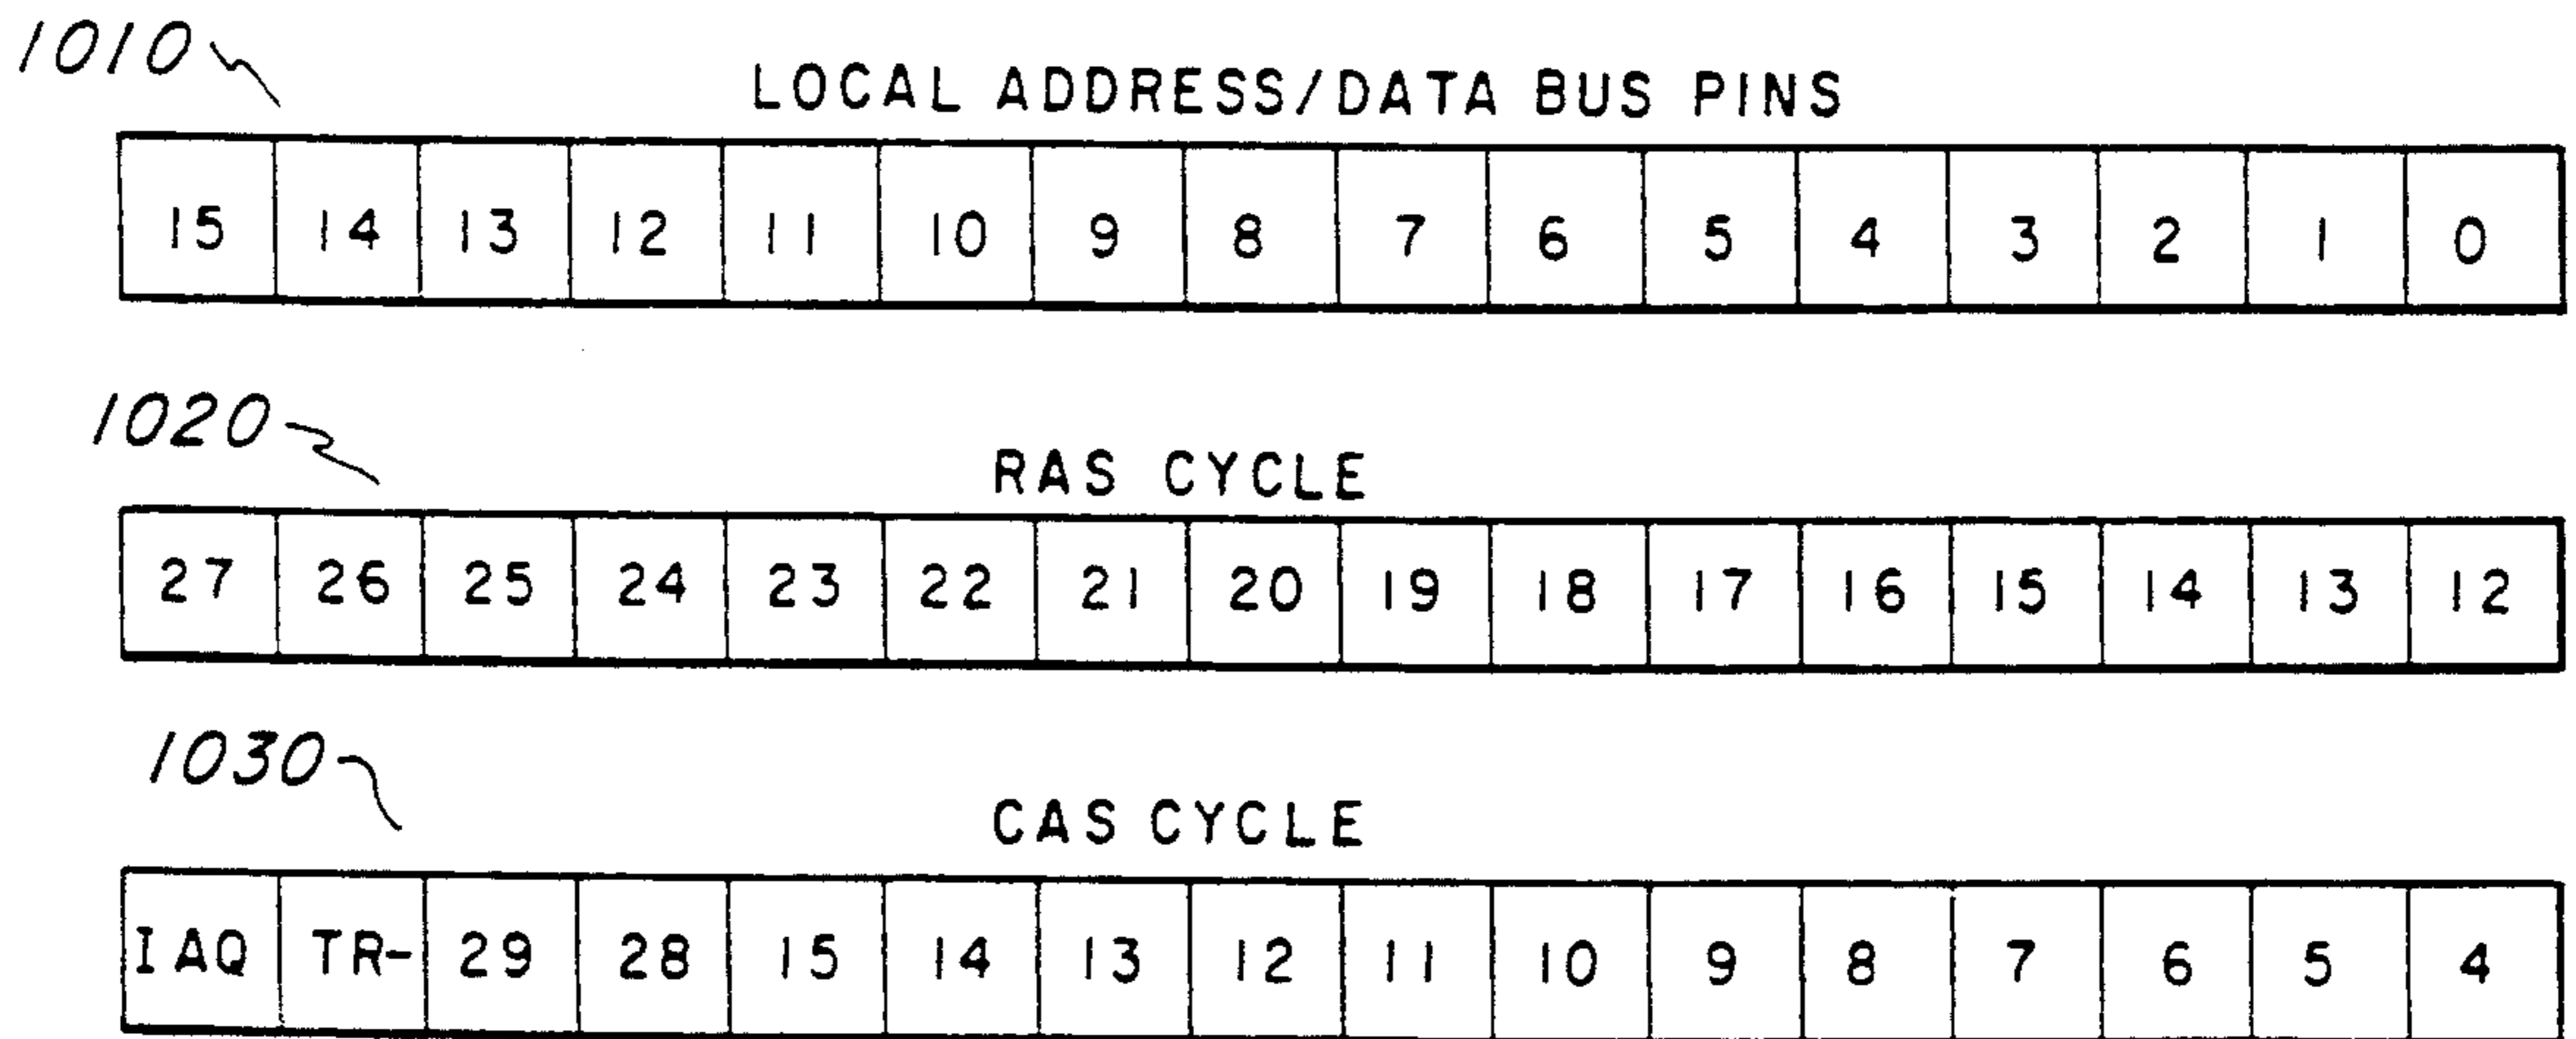 1010
LOCAL ADDRESS/DATA BUS PINS
15 14 13 12 11 10 9 8 7 6 5 4 3 2 1 0
1020
RAS CYCLE
27 26 25 24 23 22 21 20 19 18 17 16 15 14 13 12
1030
CAS CYCLE
IAQ TR- 29 28 15 14 13 12 11 10 9 8 7 6 5 4